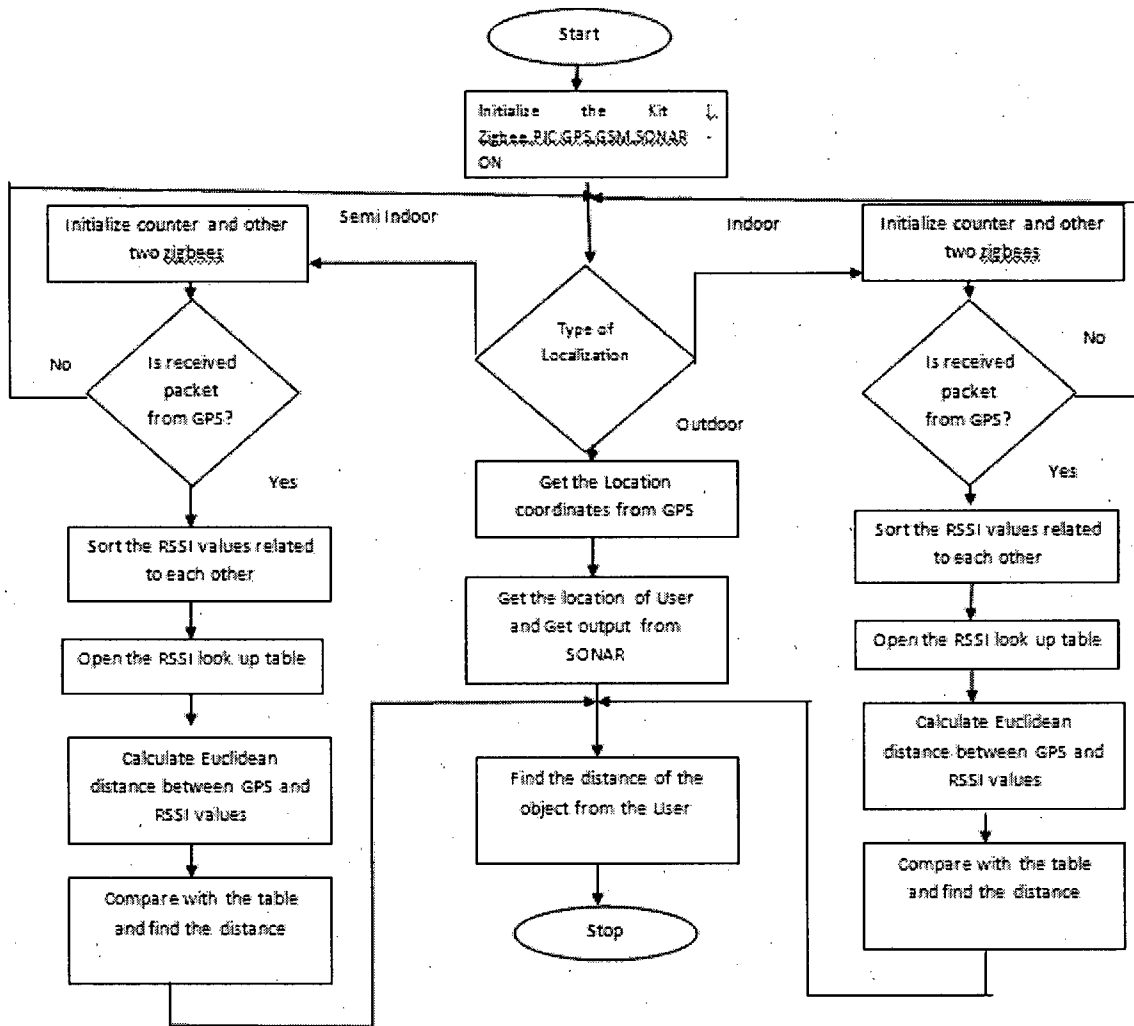 Start
Initialize the Kit
Zigbee,PIC,GPS,GSM,SONAR -
ON
Semi Indoor
Indoor
Initialize counter and other
two zigbees
Initialize counter and other
two zigbees
Type of
Localization
No
Is received
packet
from GPS?
No
Is received
packet
from GPS?
Outdoor
Yes
Yes
Get the Location
coordinates from GPS
Sort the RSSI values related
to each other
Sort the RSSI values related
to each other
Get the location of User
and Get output from
SONAR
Open the RSSI look up table
Open the RSSI look up table
Calculate Euclidean
distance between GPS and
RSSI values
Calculate Euclidean
distance between GPS and
RSSI values
Find the distance of the
object from the User
Compare with the table
and find the distance
Compare with the table
and find the distance
Stop